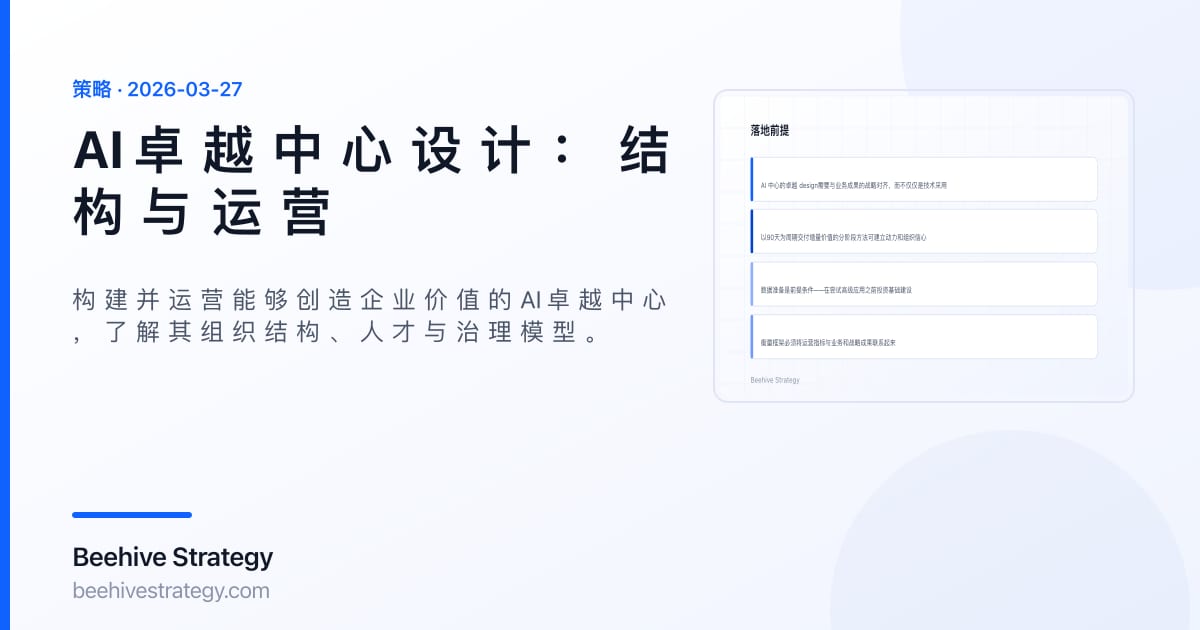 策略 · 2026-03-27
AI卓越中心设计： 结
构与运营
构建并运营能够创造企业价值的AI卓越中心
，了解其组织结构、人才与治理模型。
落地前提
AI 中心的卓越 design需要与业务成果的战略对齐，而不仅仅是技术采用
以90天为周期交付增量价值的分阶段方法可建立动力和组织信心
数据准备是前提条件——在尝试高级应用之前投资基础建设
衡量框架必须将运营指标与业务和战略成果联系起来
Beehive Strategy
Beehive Strategy
beehivestrategy.com